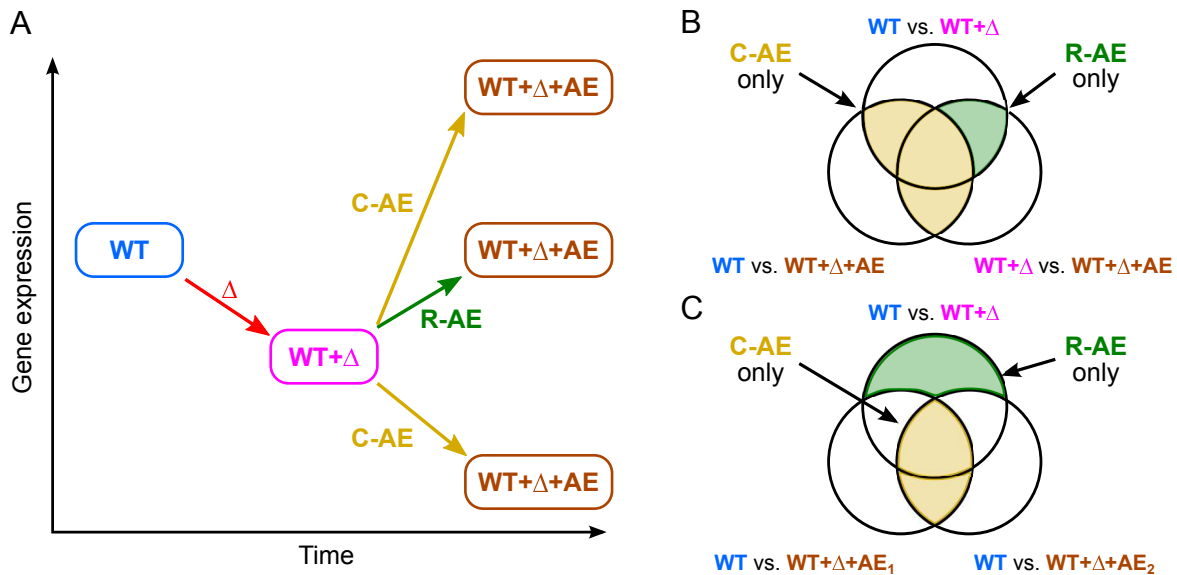 A
Gene expression
Time
WT
Δ
WT+Δ
C-AE
R-AE
C-AE
WT+Δ+AE
WT+Δ+AE
WT+Δ+AE
B
WT vs. WT+Δ
C-AE
only
R-AE
only
WT vs. WT+Δ+AE
WT+Δ vs. WT+Δ+AE
C
WT vs. WT+Δ
C-AE
only
R-AE
only
WT vs. WT+Δ+AE₁
WT vs. WT+Δ+AE₂